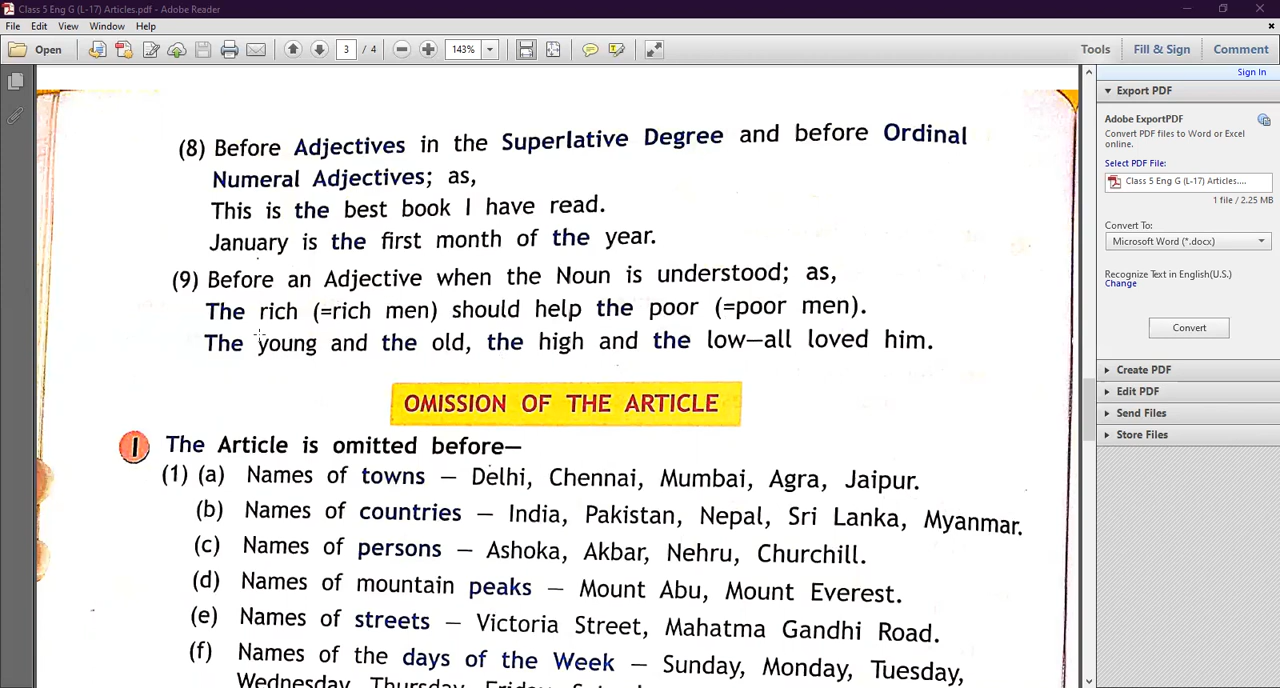 Class 5 Eng G (L-17) Articles.pdf - Adobe Reader
File Edit View Window Help
Open 3 / 4 143% Tools Fill & Sign Comment
Sign In
Export PDF
Adobe ExportPDF
Convert PDF files to Word or Excel
online.
Select PDF File:
Class 5 Eng G (L-17) Articles....
1 file / 2.25 MB
Convert To:
Microsoft Word (*.docx)
Recognize Text in English(U.S.)
Change
Convert
Create PDF
Edit PDF
Send Files
Store Files
(8) Before Adjectives in the Superlative Degree and before Ordinal
Numeral Adjectives; as,
This is the best book I have read.
January is the first month of the year.
(9) Before an Adjective when the Noun is understood; as,
The rich (=rich men) should help the poor (=poor men).
The young and the old, the high and the low—all loved him.
OMISSION OF THE ARTICLE
I The Article is omitted before—
(1) (a) Names of towns — Delhi, Chennai, Mumbai, Agra, Jaipur.
(b) Names of countries — India, Pakistan, Nepal, Sri Lanka, Myanmar.
(c) Names of persons — Ashoka, Akbar, Nehru, Churchill.
(d) Names of mountain peaks — Mount Abu, Mount Everest.
(e) Names of streets — Victoria Street, Mahatma Gandhi Road.
(f) Names of the days of the Week — Sunday, Monday, Tuesday,
Wednesday, Thursday, Friday,